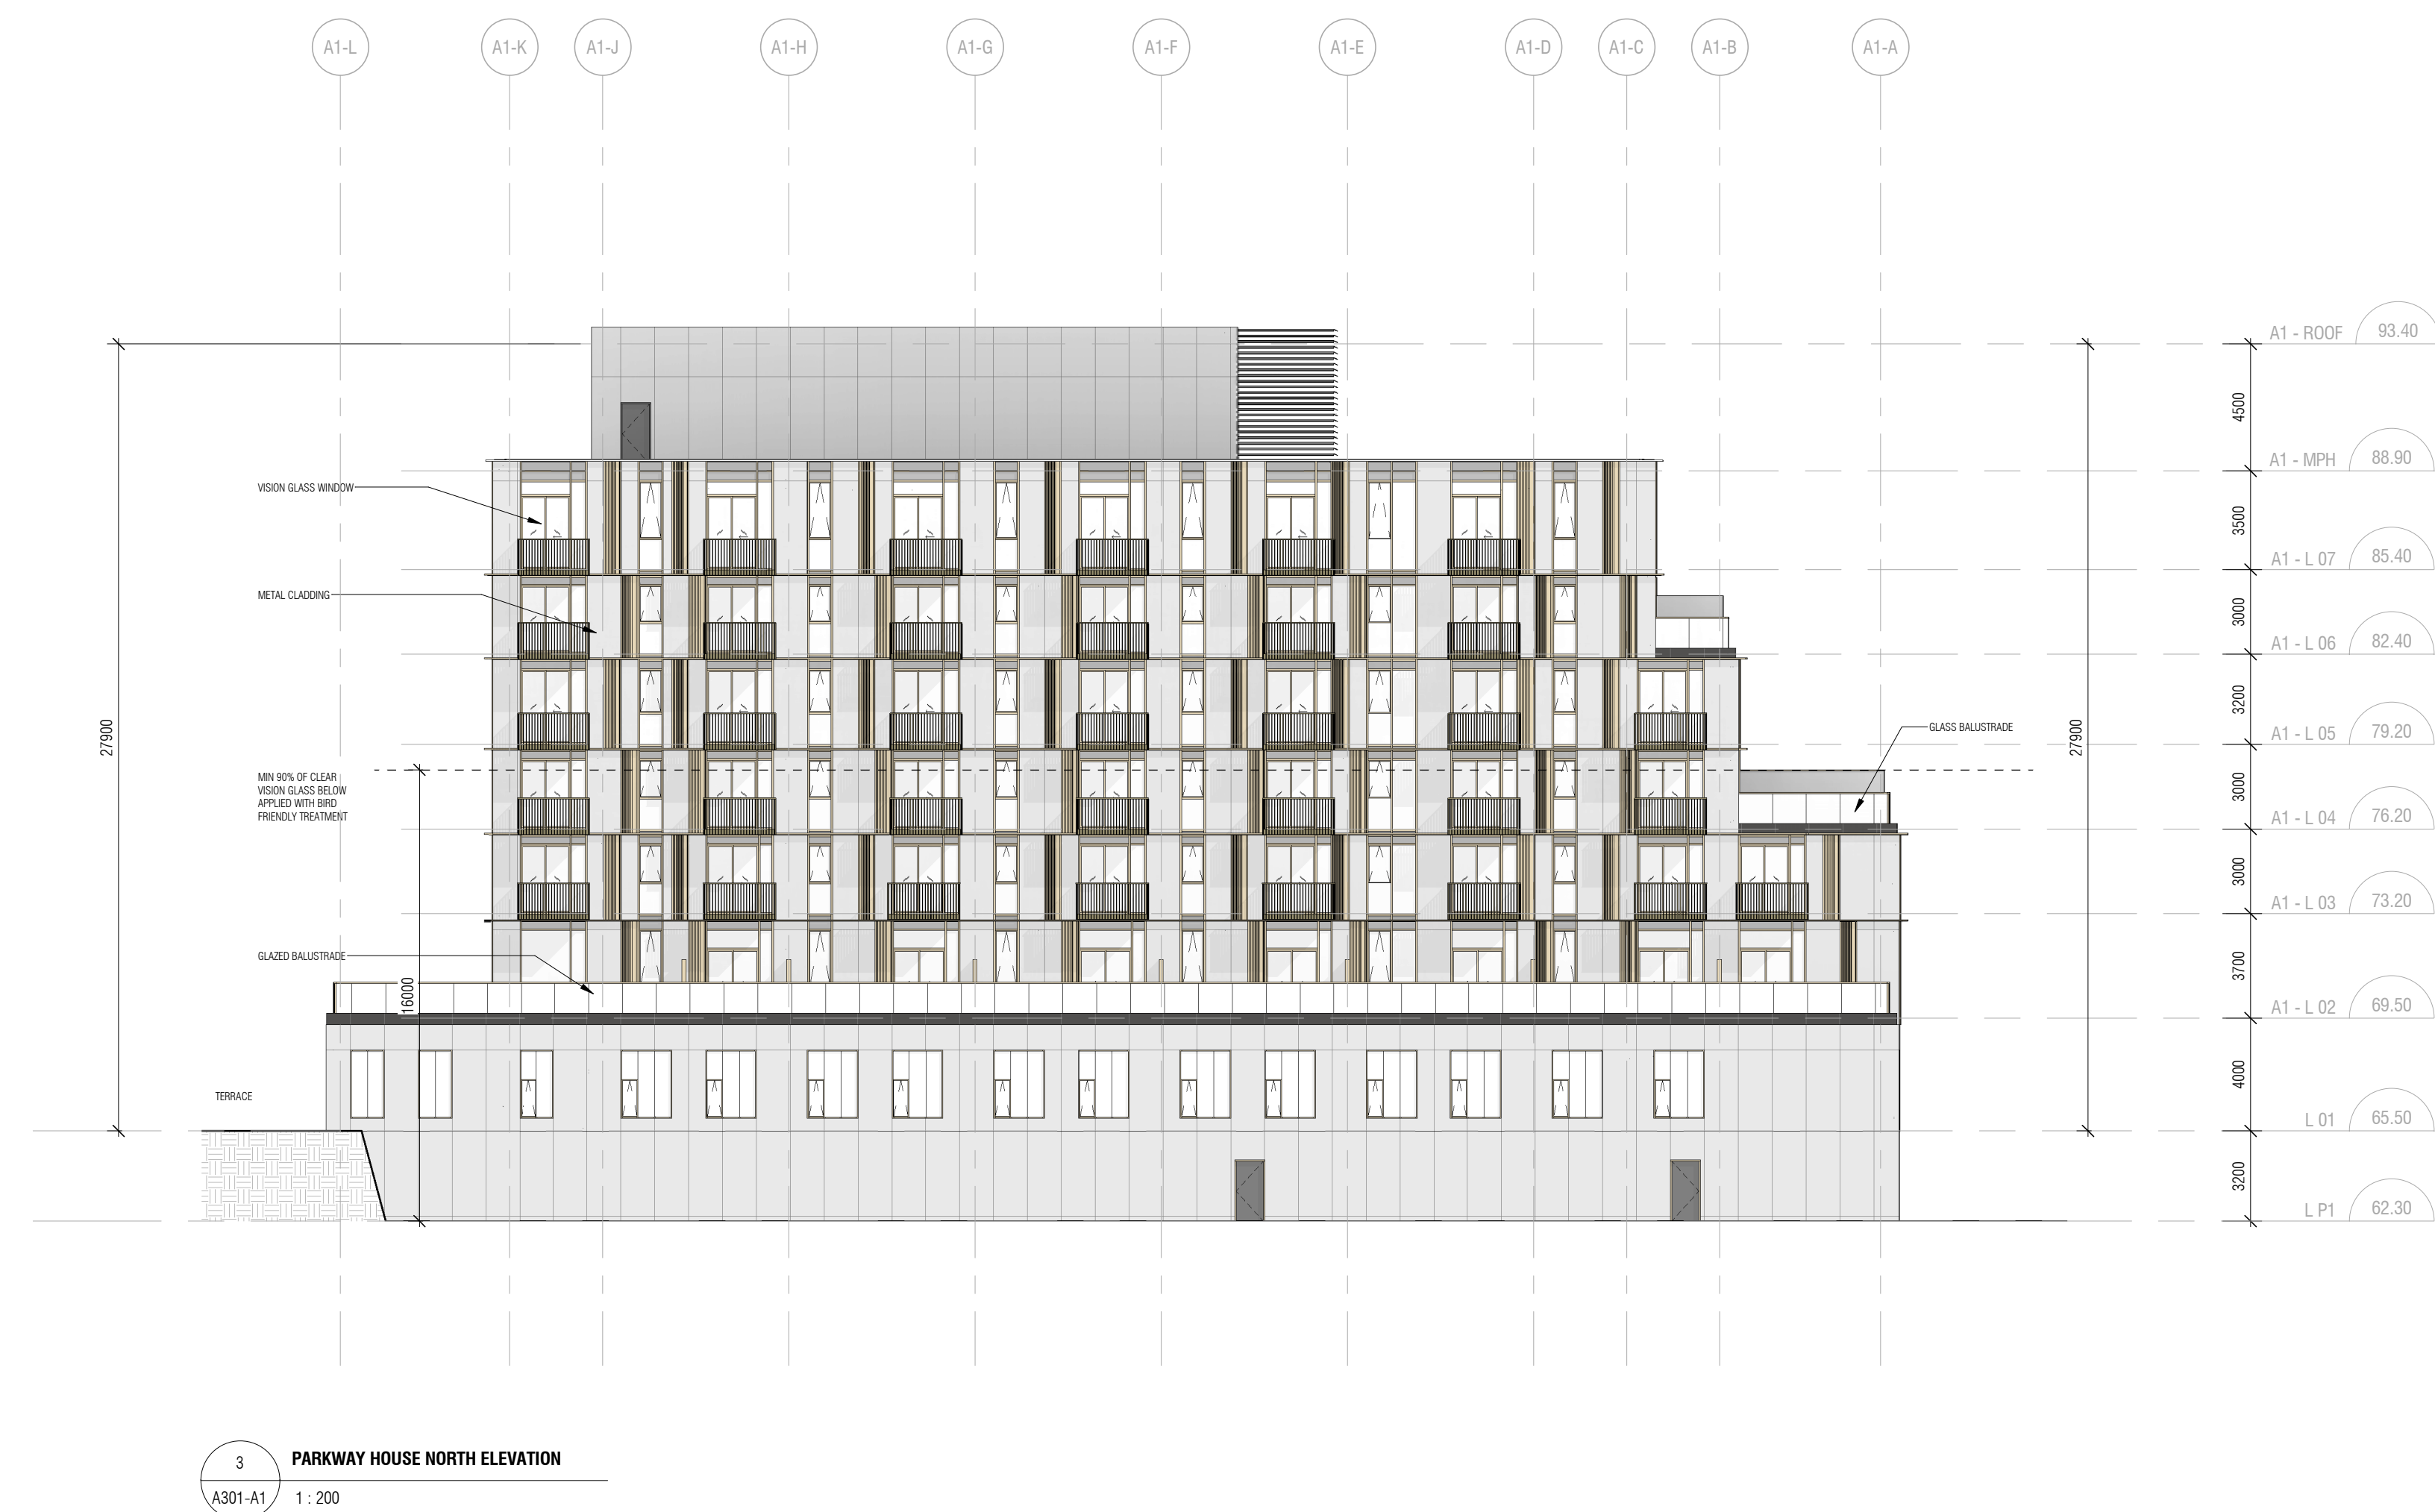 A1-L
A1-K
A1-J
A1-H
A1-G
A1-F
A1-E
A1-D
A1-C
A1-B
A1-A
A1 - ROOF 93.40
4500
A1 - MPH 88.90
VISION GLASS WINDOW
3500
A1 - L 07 85.40
METAL CLADDING
3000
A1 - L 06 82.40
3200
27900
27900
GLASS BALUSTRADE
A1 - L 05 79.20
MIN 90% OF CLEAR
VISION GLASS BELOW
APPLIED WITH BIRD
FRIENDLY TREATMENT
3000
A1 - L 04 76.20
3000
A1 - L 03 73.20
GLAZED BALUSTRADE
16000
3700
A1 - L 02 69.50
TERRACE
4000
L 01 65.50
3200
L P1 62.30
3
PARKWAY HOUSE NORTH ELEVATION
A301-A1
1 : 200